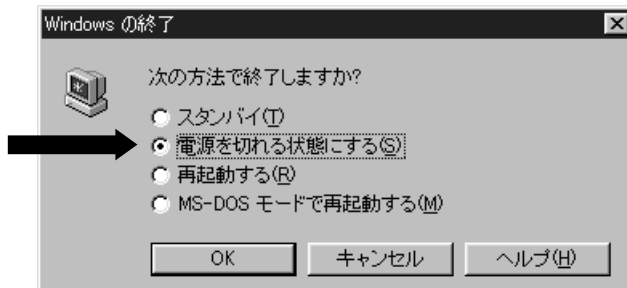 Windows の終了
次の方法で終了しますか?
スタンバイ(T)
電源を切れる状態にする(S)
再起動する(R)
MS-DOS モードで再起動する(M)
OK キャンセル ヘルプ(H)